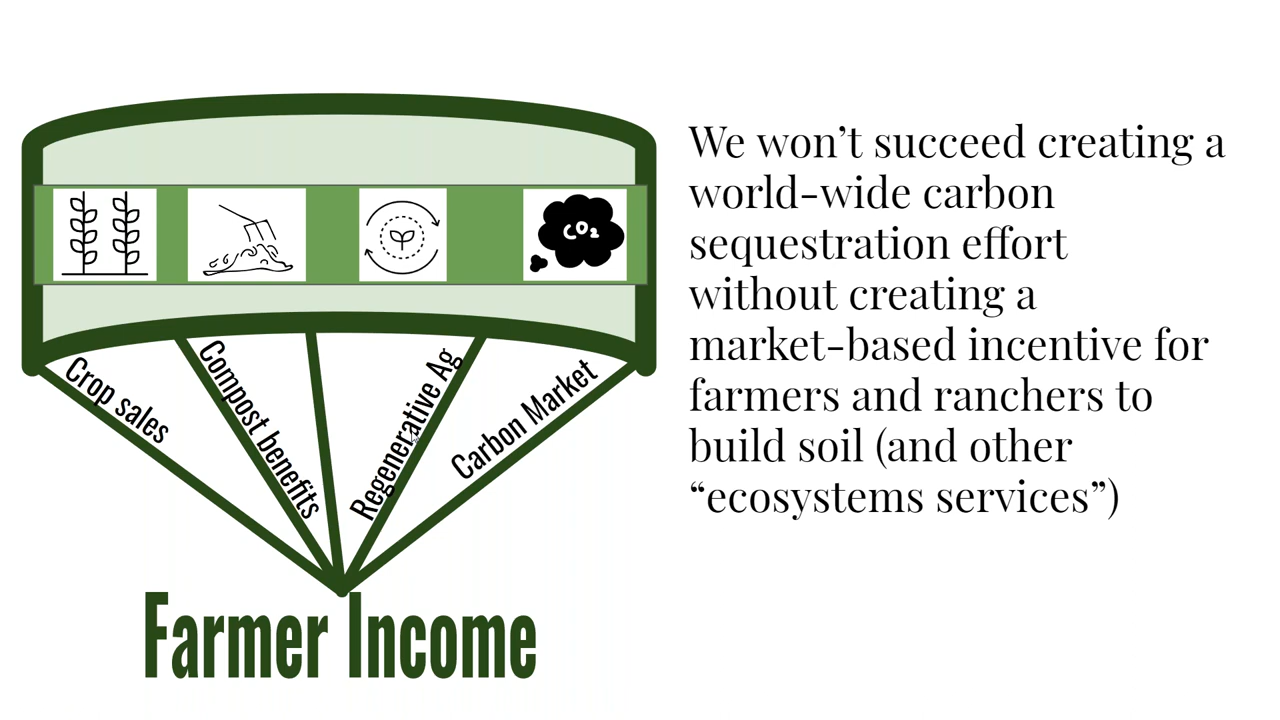 CO2
Crop sales
Compost benefits
Regenerative Ag
Carbon Market
Farmer Income
We won’t succeed creating a
world-wide carbon
sequestration effort
without creating a
market-based incentive for
farmers and ranchers to
build soil (and other
“ecosystems services”)